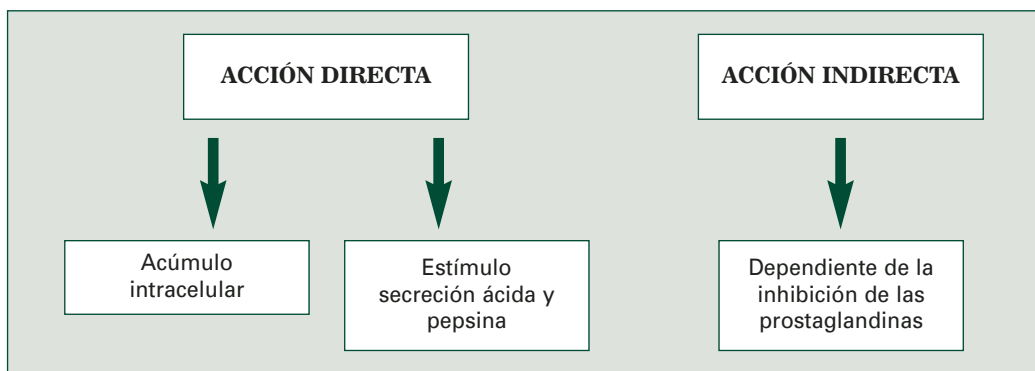 ACCIÓN DIRECTA
ACCIÓN INDIRECTA
Acúmulo
intracelular
Estímulo
secreción ácida y
pepsina
Dependiente de la
inhibición de las
prostaglandinas